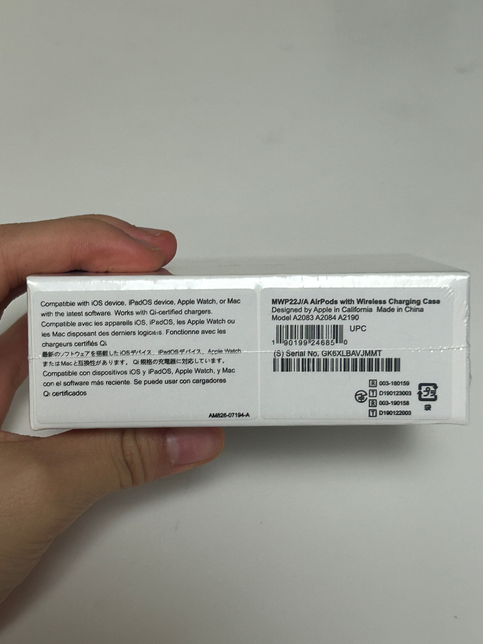 Compatible with iOS device, iPadOS device, Apple Watch, or Mac
with the latest software. Works with Qi-certified chargers.
Compatible avec les appareils iOS, iPadOS, les Apple Watch ou
les Mac disposant des derniers logiciels. Fonctionne avec les
chargeurs certifiés Qi
最新のソフトウェアを搭載したiOSデバイス、iPadOSデバイス、Apple Watch
またはMacと互換性があります。Qi規格の充電器に対応しています。
Compatible con dispositivos iOS y iPadOS, Apple Watch, y Mac
con el software más reciente. Se puede usar con cargadores
Qi certificados
AM826-07194-A
MWP22J/A AirPods with Wireless Charging Case
Designed by Apple in California Made in China
Model A2083 A2084 A2190
UPC
1 90199 24685 0
(S) Serial No. GK6XLBAVJMMT
R 003-180159
T D190123003
R 003-190158
T D190122003
プラ
袋